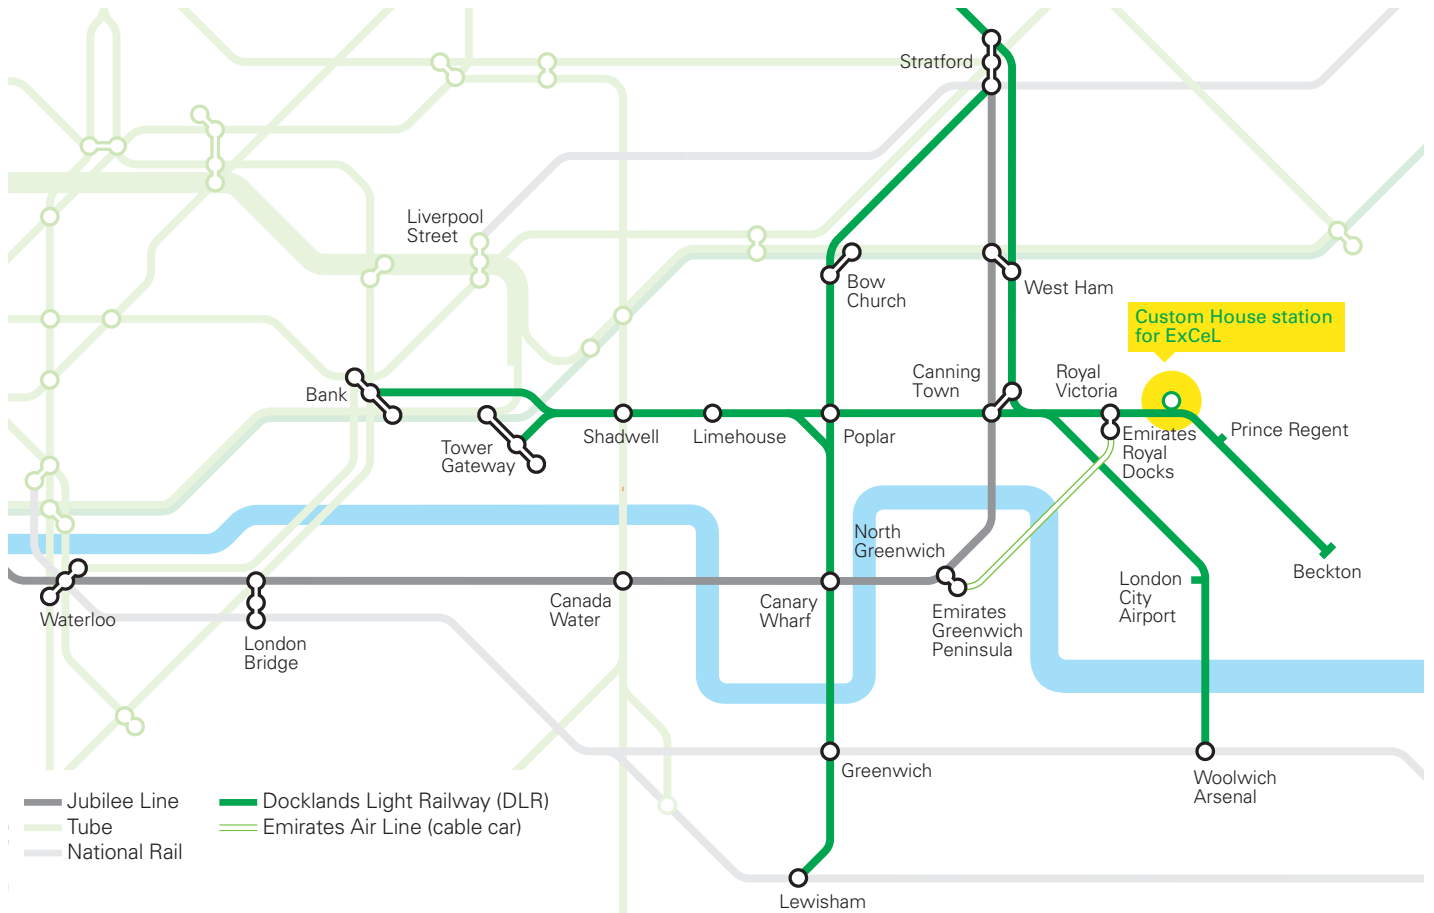 Stratford
Liverpool
Street
Bow
Church
West Ham
Custom House station
for ExCeL
Canning
Town
Royal
Victoria
Bank
Tower
Gateway
Shadwell
Limehouse
Poplar
Emirates
Royal
Docks
Prince Regent
North
Greenwich
Beckton
London
City
Airport
Waterloo
London
Bridge
Canada
Water
Canary
Wharf
Emirates
Greenwich
Peninsula
Greenwich
Woolwich
Arsenal
Lewisham
Jubilee Line
Tube
National Rail
Docklands Light Railway (DLR)
Emirates Air Line (cable car)